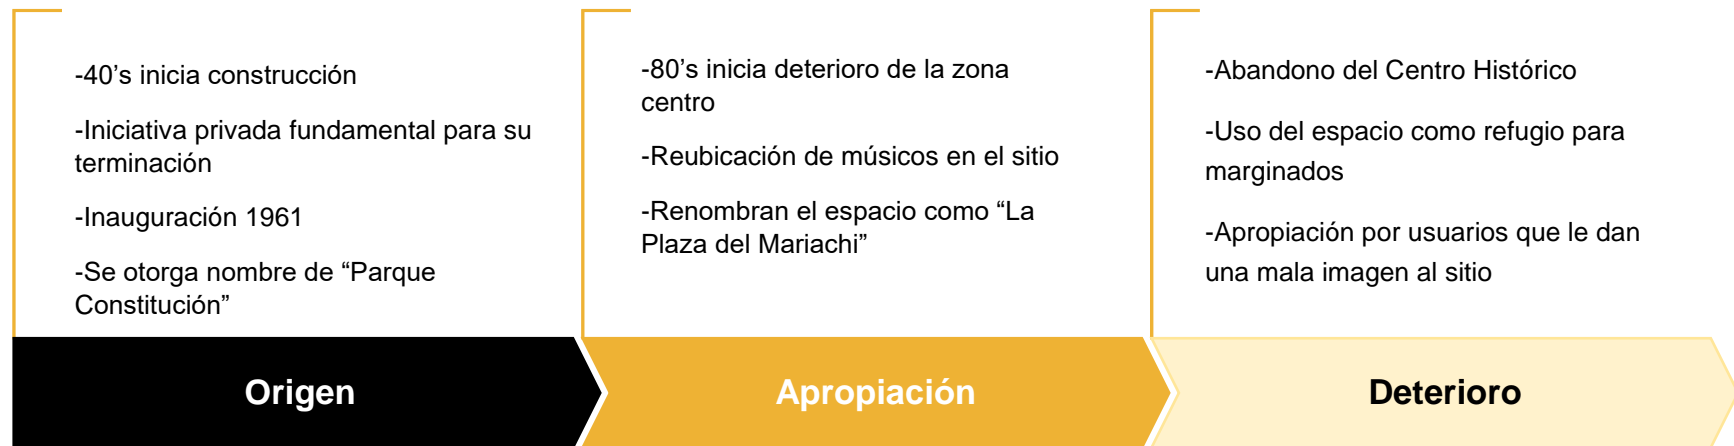 -40’s inicia construcción
-Iniciativa privada fundamental para su
terminación
-Inauguración 1961
-Se otorga nombre de “Parque
Constitución”
Origen
-80’s inicia deterioro de la zona
centro
-Reubicación de músicos en el sitio
-Renombran el espacio como “La
Plaza del Mariachi”
Apropiación
-Abandono del Centro Histórico
-Uso del espacio como refugio para
marginados
-Apropiación por usuarios que le dan
una mala imagen al sitio
Deterioro